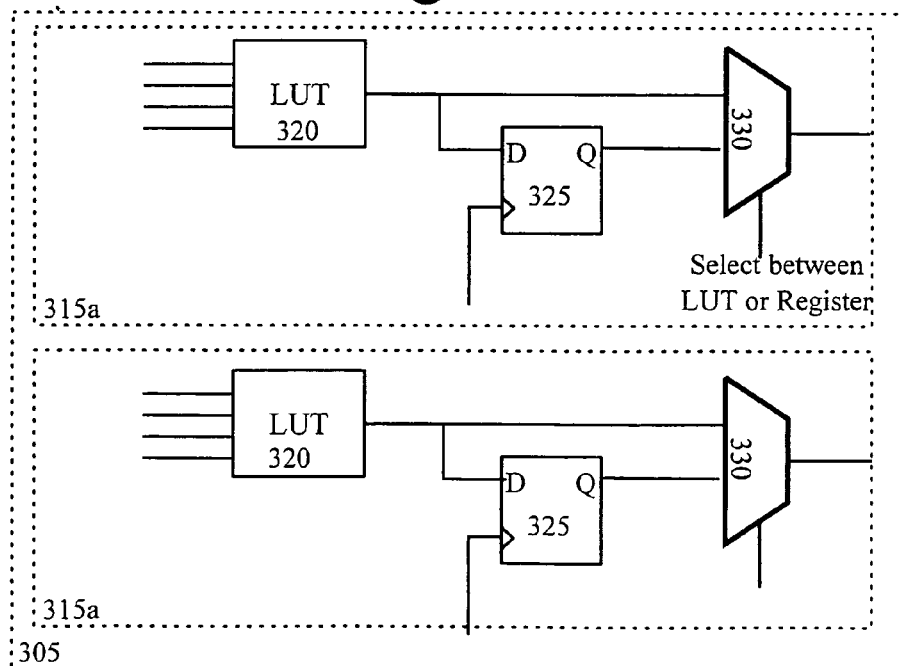 LUT
320
330
D Q
325
Select between
LUT or Register
315a
LUT
320
330
D Q
325
315a
305